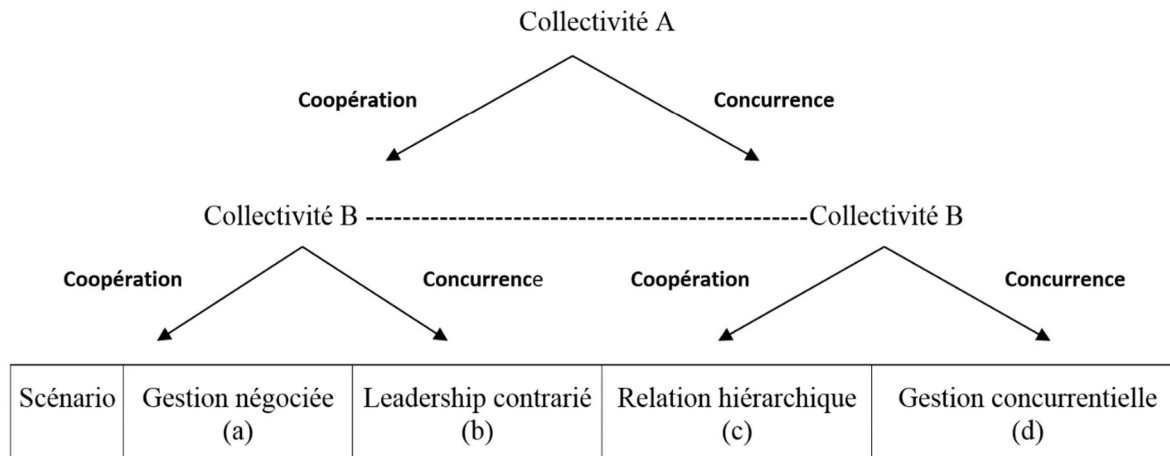 Collectivité A
Coopération Concurrence
Collectivité B Collectivité B
Coopération Concurrence Coopération Concurrence
Scénario Gestion négociée Leadership contrarié Relation hiérarchique Gestion concurrentielle
(a) (b) (c) (d)